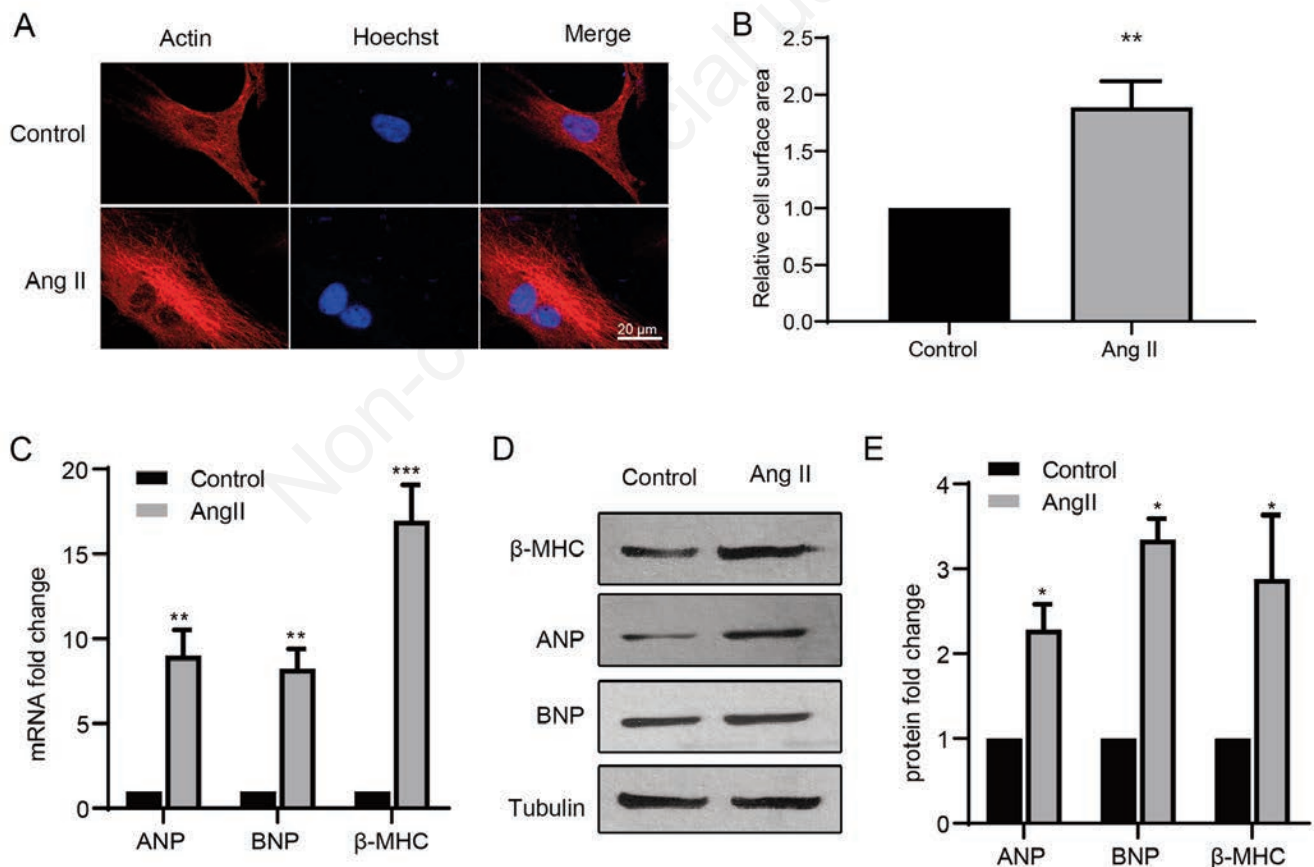 A
Actin Hoechst Merge
Control
Ang II
20 µm
B
**
Relative cell surface area
2.5
2.0
1.5
1.0
0.5
0.0
Control Ang II
C
Control
AngII
mRNA fold change
20
15
10
5
0
** ** ***
ANP BNP β-MHC
D
Control Ang II
β-MHC
ANP
BNP
Tubulin
E
Control
AngII
protein fold change
4
3
2
1
0
* * *
ANP BNP β-MHC